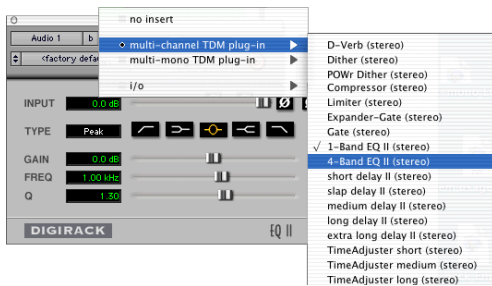 no insert
multi-channel TDM plug-in
multi-mono TDM plug-in
i/o
Audio 1 b
<factory defau
INPUT 0.0 dB
TYPE Peak
GAIN 0.0 dB
FREQ 1.00 kHz
Q 1.30
DIGIRACK EQ II
D-Verb (stereo)
Dither (stereo)
POWr Dither (stereo)
Compressor (stereo)
Limiter (stereo)
Expander-Gate (stereo)
Gate (stereo)
√ 1-Band EQ II (stereo)
4-Band EQ II (stereo)
short delay II (stereo)
slap delay II (stereo)
medium delay II (stereo)
long delay II (stereo)
extra long delay II (stereo)
TimeAdjuster short (stereo)
TimeAdjuster medium (stereo)
TimeAdjuster long (stereo)